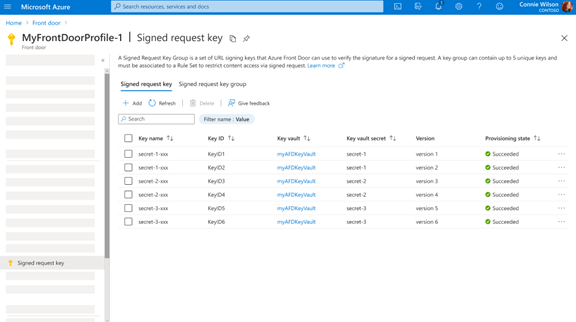 Microsoft Azure
Search resources, services and docs
Connie Wilson
CONTOSO
Home > Front door >
MyFrontDoorProfile-1 | Signed request key
Front door
A Signed Request Key Group is a set of URL signing keys that Azure Front Door can use to verify the signature for a signed request. A key group can contain up to 5 unique keys and
must be associated to a Rule Set to restrict content access via signed request. Learn more
Signed request key Signed request key group
Add Refresh Delete Give feedback
Search Filter name : Value
Key name Key ID Key vault Key vault secret Version Provisioning state
secret-1-xxx KeyID1 myAFDKeyVault secret-1 version 1 Succeeded
secret-1-xxx KeyID2 myAFDKeyVault secret-1 version 2 Succeeded
secret-2-xxx KeyID3 myAFDKeyVault secret-2 version 3 Succeeded
secret-2-xxx KeyID4 myAFDKeyVault secret-2 version 4 Succeeded
secret-3-xxx KeyID5 myAFDKeyVault secret-3 version 5 Succeeded
secret-3-xxx KeyID6 myAFDKeyVault secret-3 version 6 Succeeded
Signed request key